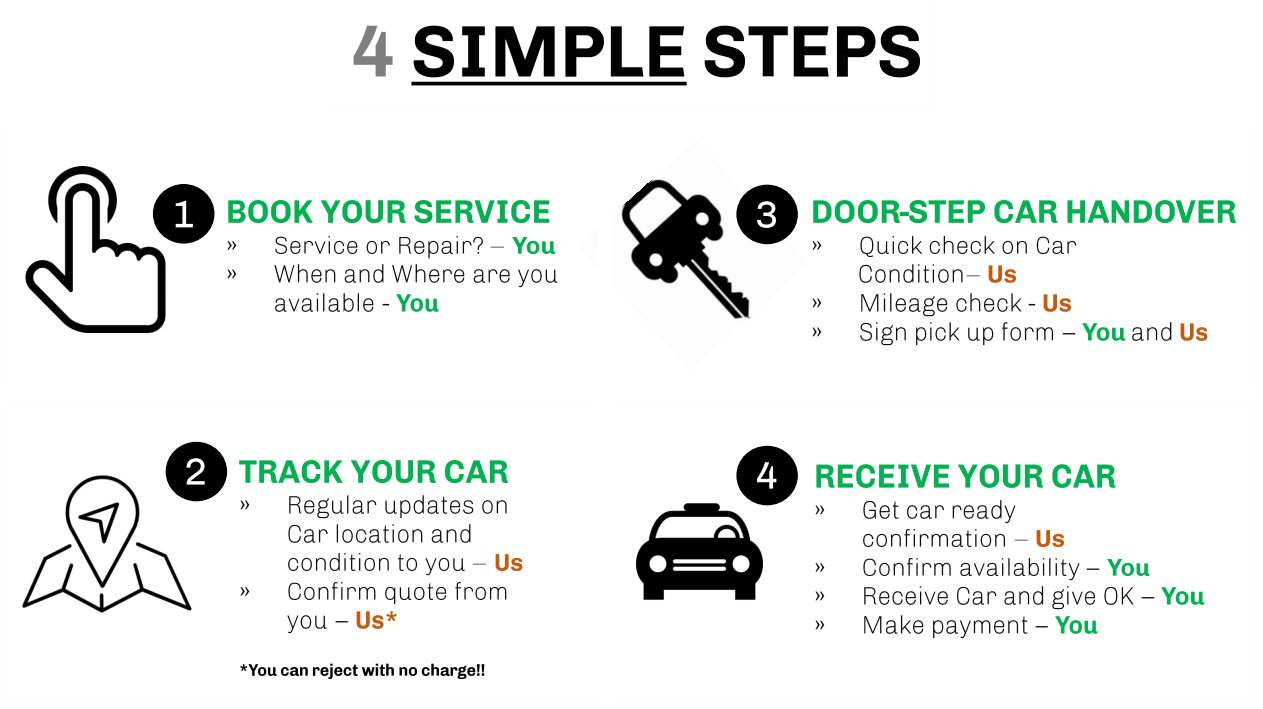 4 SIMPLE STEPS
1
BOOK YOUR SERVICE
» Service or Repair? – You
» When and Where are you
available - You
2
TRACK YOUR CAR
» Regular updates on
Car location and
condition to you – Us
» Confirm quote from
you – Us*
*You can reject with no charge!!
3
DOOR-STEP CAR HANDOVER
» Quick check on Car
Condition– Us
» Mileage check - Us
» Sign pick up form – You and Us
4
RECEIVE YOUR CAR
» Get car ready
confirmation – Us
» Confirm availability – You
» Receive Car and give OK – You
» Make payment – You